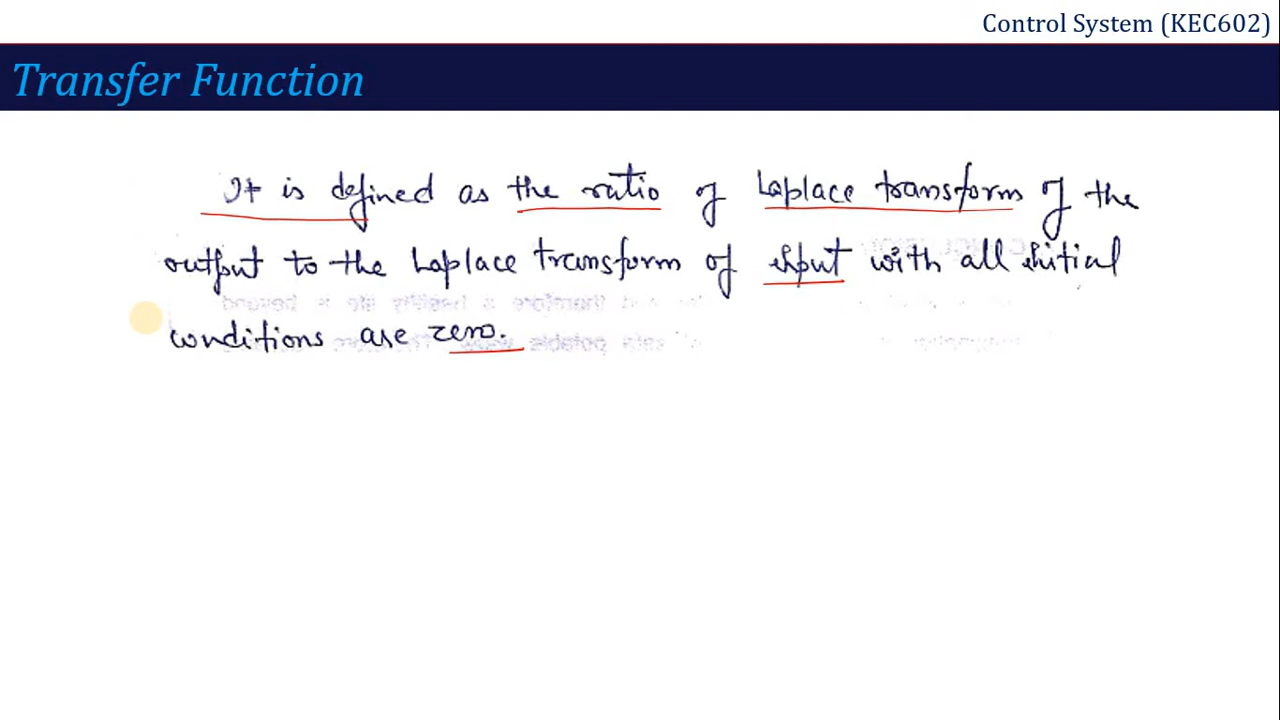 Control System (KEC602)
Transfer Function
It is defined as the ratio of Laplace transform of the
output to the Laplace transform of input with all initial
conditions are zero.